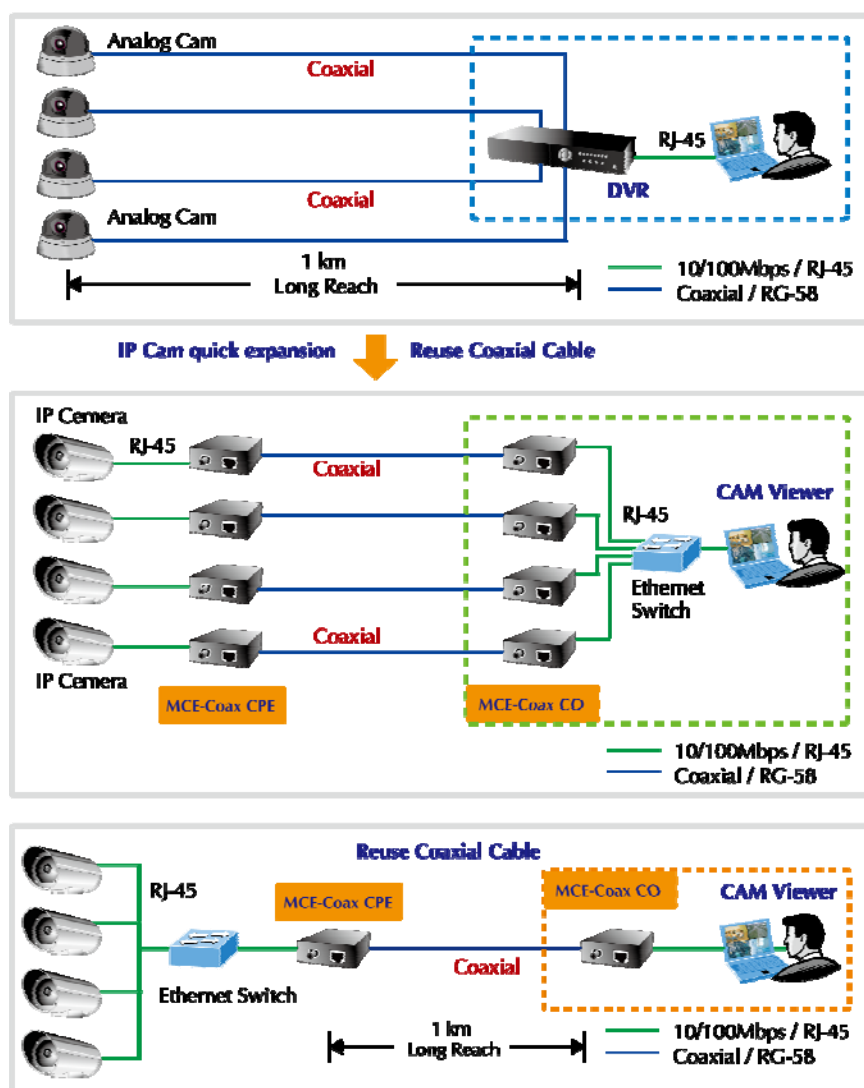 Analog Cam
Coaxial
RJ-45
DVR
Coaxial
Analog Cam
1 km
Long Reach
10/100Mbps / RJ-45
Coaxial / RG-58
IP Cam quick expansion
Reuse Coaxial Cable
IP Cemera
RJ-45
Coaxial
CAM Viewer
RJ-45
Ethernet
Switch
Coaxial
IP Cemera
MCE-Coax CPE
MCE-Coax CO
10/100Mbps / RJ-45
Coaxial / RG-58
Reuse Coaxial Cable
RJ-45
MCE-Coax CPE
MCE-Coax CO
CAM Viewer
Coaxial
Ethernet Switch
1 km
Long Reach
10/100Mbps / RJ-45
Coaxial / RG-58